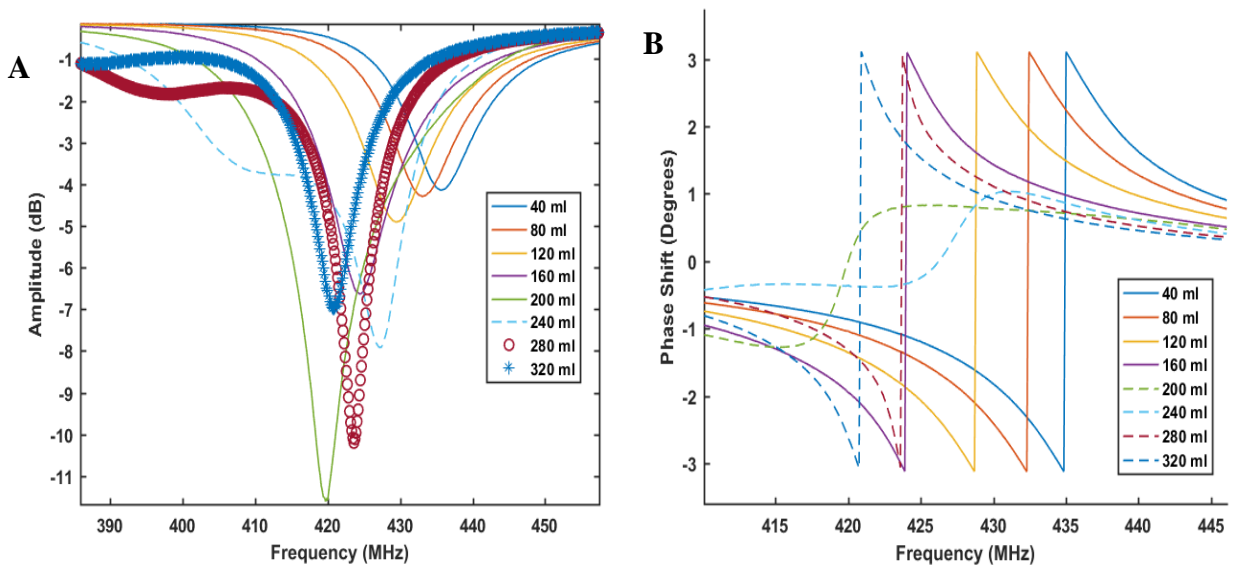 A
-1
-2
-3
-4
-5
-6
-7
-8
-9
-10
-11
Amplitude (dB)
40 ml
80 ml
120 ml
160 ml
200 ml
240 ml
280 ml
320 ml
390 400 410 420 430 440 450
Frequency (MHz)
B
3
2
1
0
-1
-2
-3
Phase Shift (Degrees)
40 ml
80 ml
120 ml
160 ml
200 ml
240 ml
280 ml
320 ml
415 420 425 430 435 440 445
Frequency (MHz)